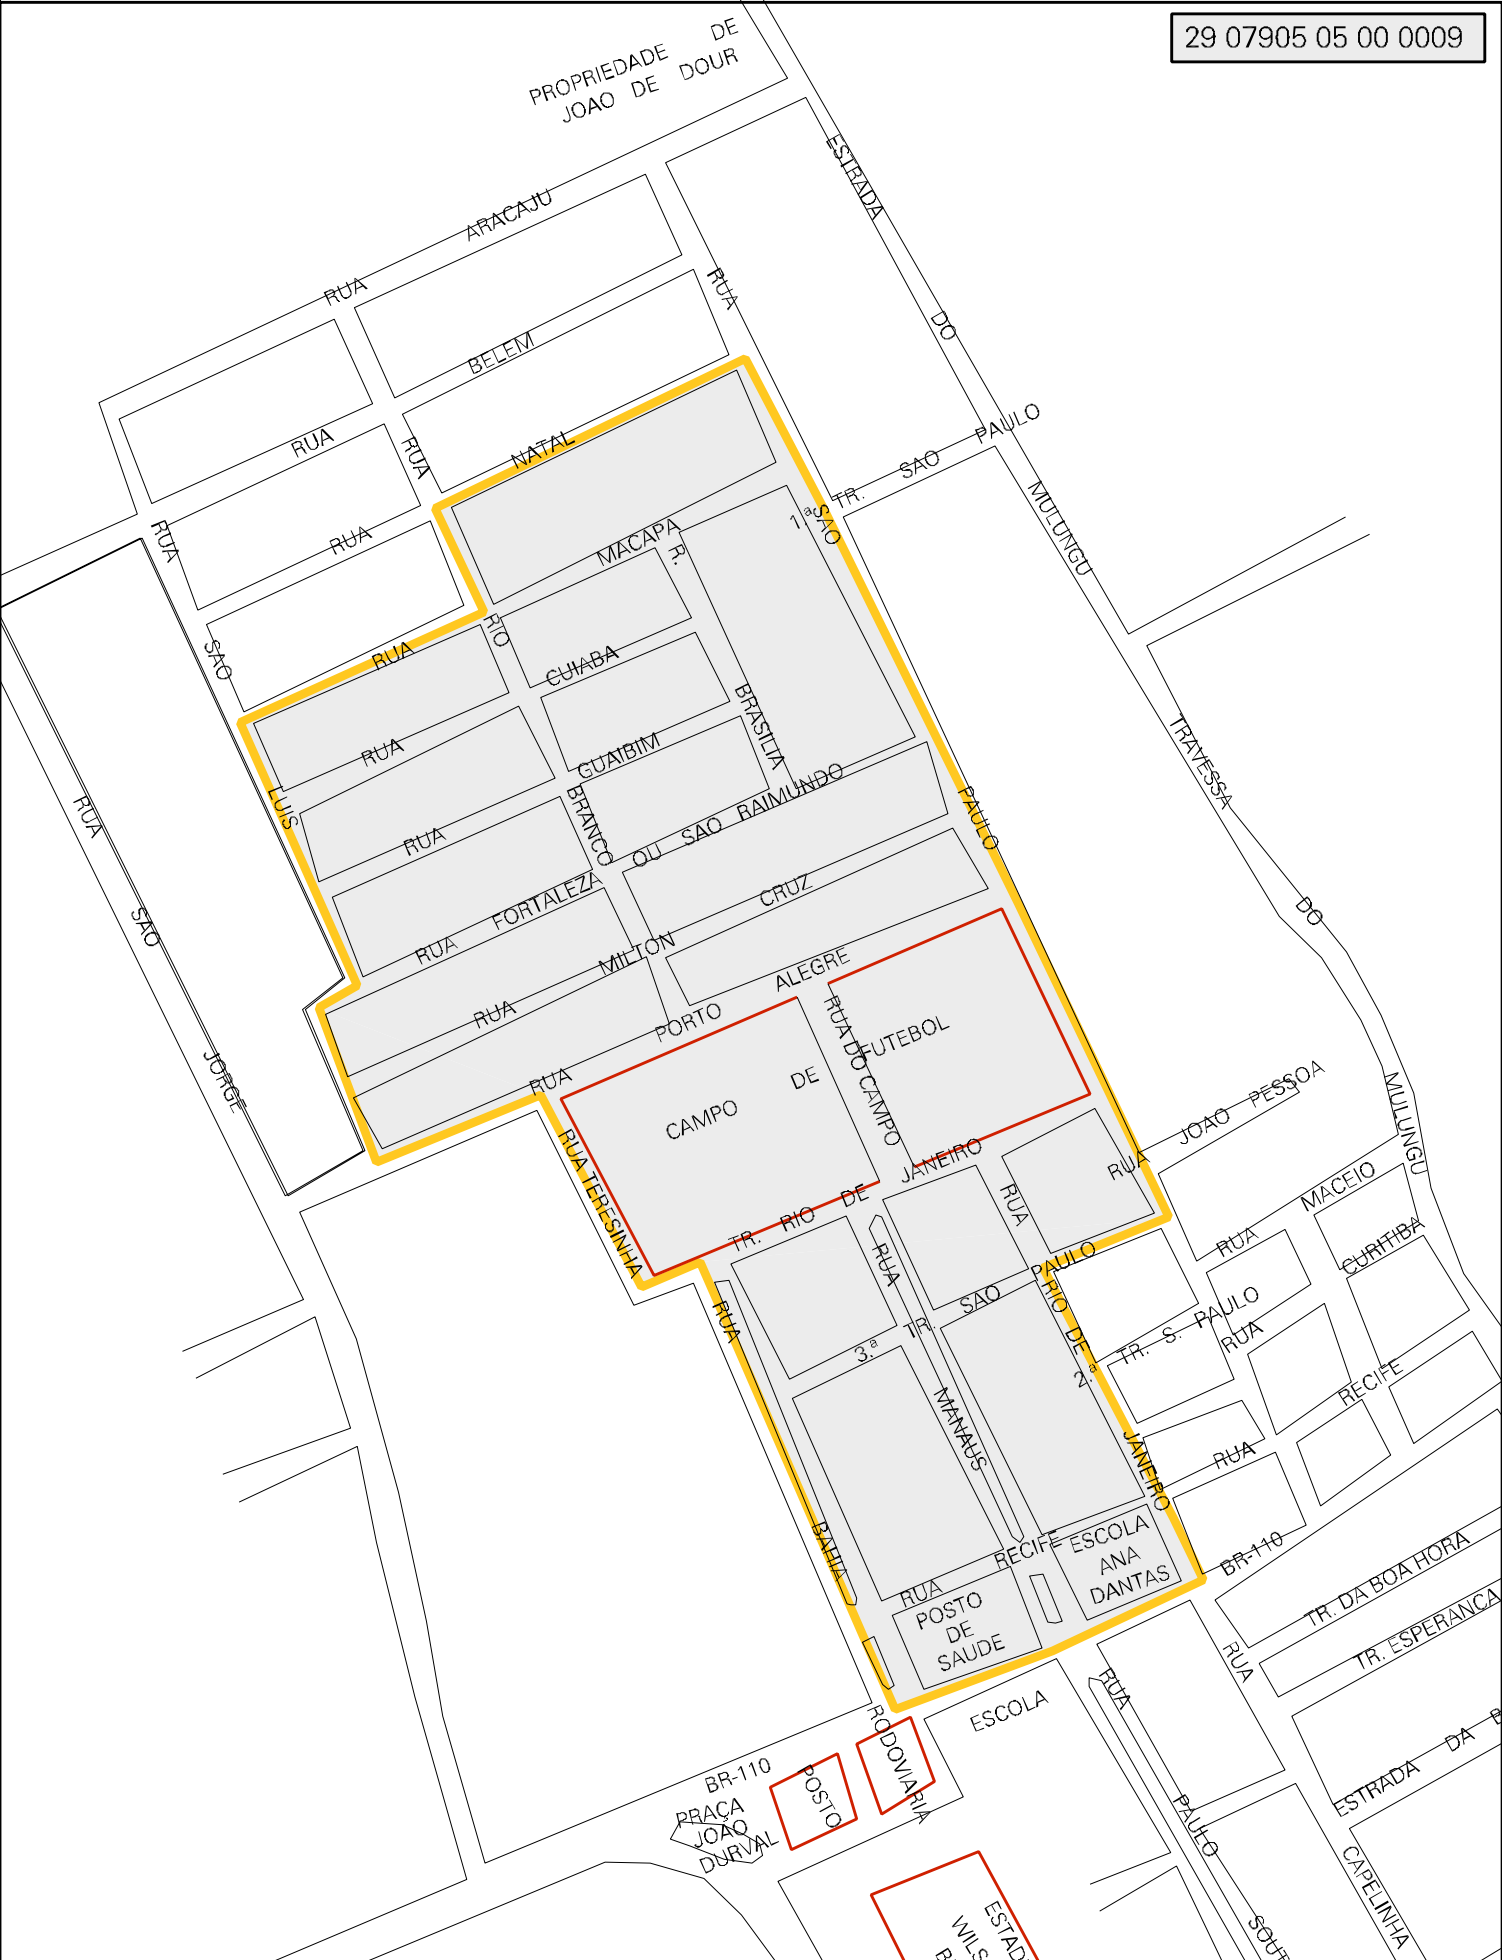 29 07905 05 00 0009
PROPRIEDADE DE
JOAO DE DOUR
ESTRADA
DO
MULUNGU
RUA
ARACAJU
RUA
BELEM
RUA
RUA
NATAL
RUA
MACAPA
RUA
CUIABA
RUA
GUAIBIM
RUA
FORTALEZA
OU
SAO
RAIMUNDO
RUA
MILTON
CRUZ
RUA
PORTO
ALEGRE
RUA
SAO
PAULO
1.ª
TR.
SAO
PAULO
RUA
RIO
BRANCO
R.
BRASILIA
RUA
SAO
LUIS
RUA
SAO
JORGE
TRAVESSA
DO
MULUNGU
RUA DO CAMPO
CAMPO
DE
FUTEBOL
RUA TERESINHA
TR.
RIO
DE
JANEIRO
RUA
JOAO
PESSOA
RUA
MACEIO
RUA
CURITIBA
RUA
RIO
DE
JANEIRO
RUA
MANAUS
3.ª
TR.
SAO
PAULO
2.ª
TR.
S.
PAULO
RUA
BAHIA
RUA
RECIFE
RUA
RECIFE
ESCOLA
ANA
DANTAS
POSTO
DE
SAUDE
BR-110
TR. DA BOA HORA
TR. ESPERANCA
ESTRADA
DA
RUA
CAPELINHA
RUA
PAULO
ESCOLA
RODOVIARIA
POSTO
BR-110
PRAÇA
JOÃO
DURVAL